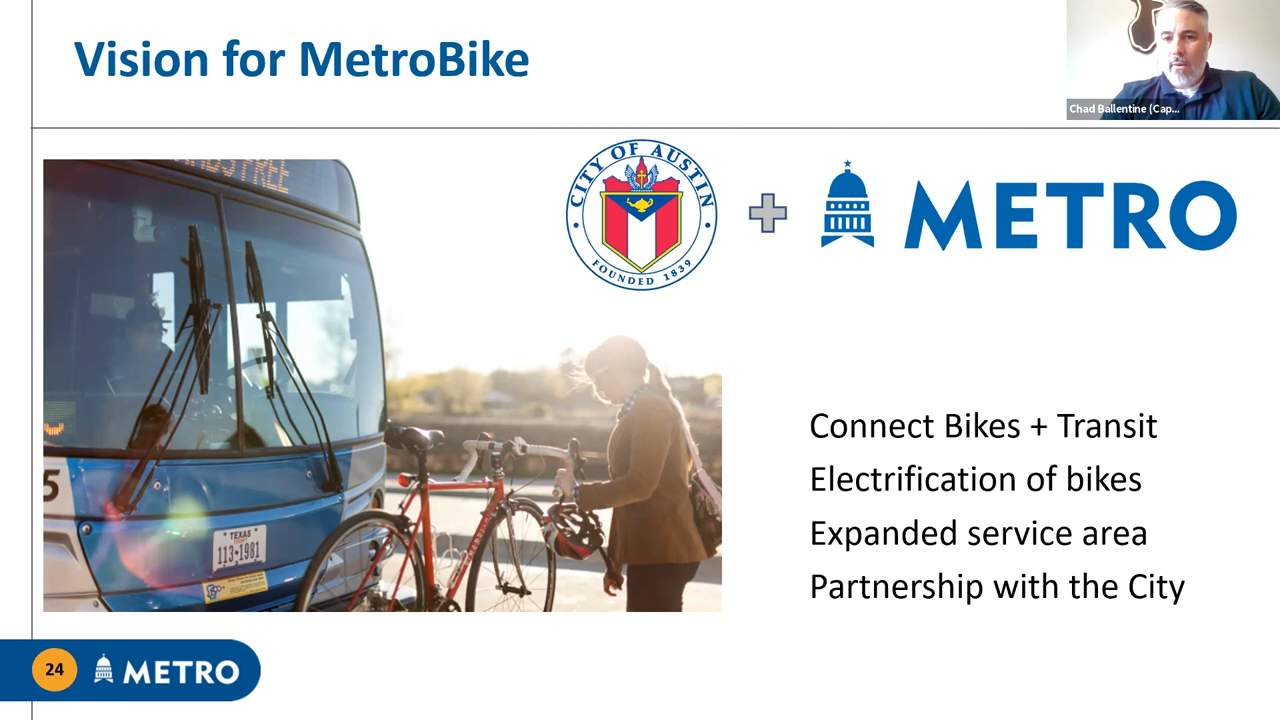 Vision for MetroBike
Chad Ballentine (Cap...
CITY OF AUSTIN
FOUNDED 1839
METRO
5
TEXAS
113-1981
Connect Bikes + Transit
Electrification of bikes
Expanded service area
Partnership with the City
24
METRO